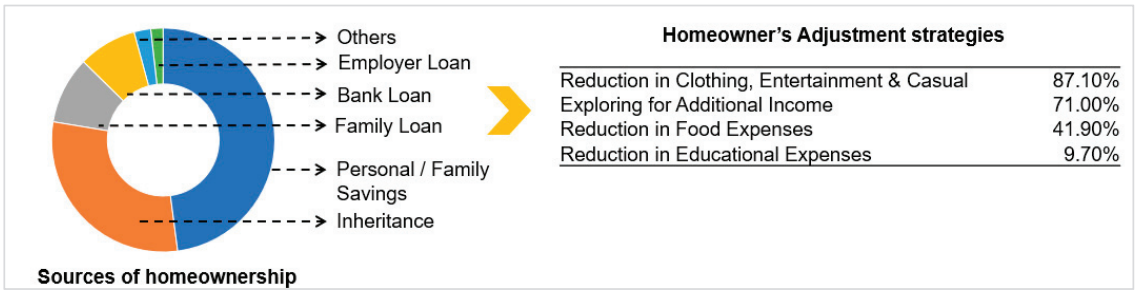 Others
Employer Loan
Bank Loan
Family Loan
Personal / Family
Savings
Inheritance
Sources of homeownership
Homeowner's Adjustment strategies
Reduction in Clothing, Entertainment & Casual 87.10%
Exploring for Additional Income 71.00%
Reduction in Food Expenses 41.90%
Reduction in Educational Expenses 9.70%